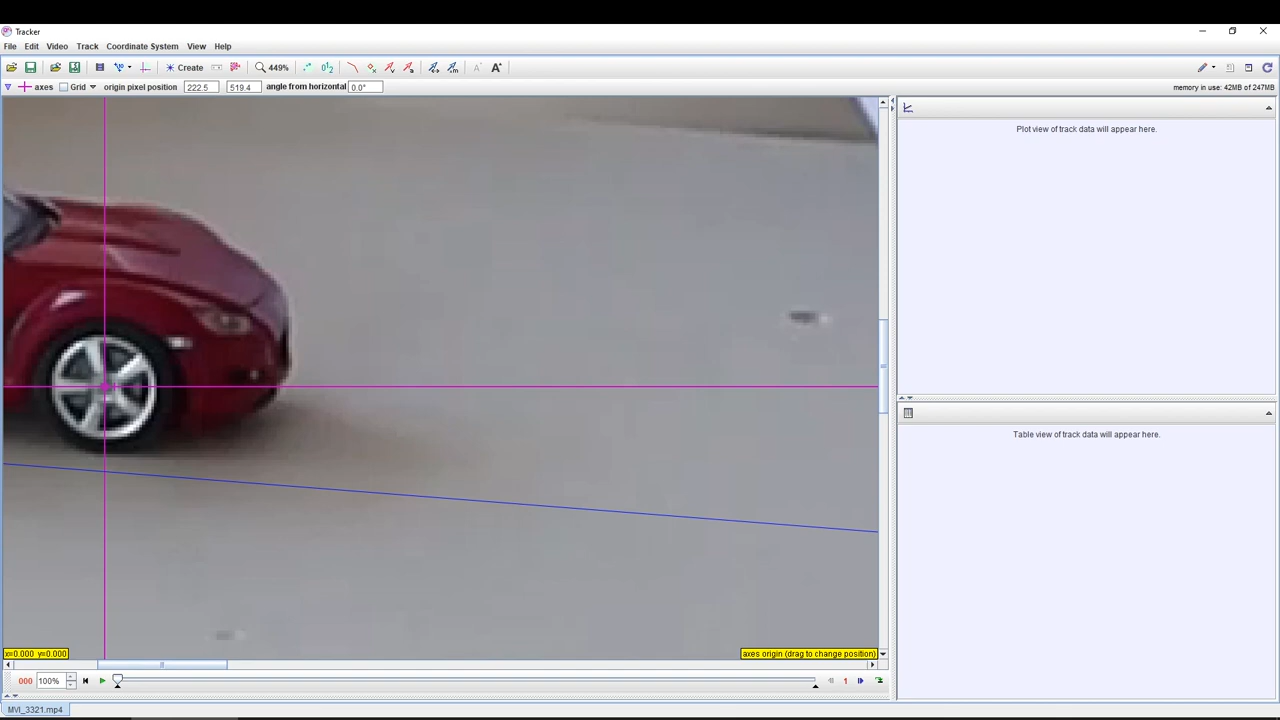 Tracker
File Edit Video Track Coordinate System View Help
Create 449%
axes Grid origin pixel position 222.5 519.4 angle from horizontal 0.0° memory in use: 42MB of 247MB
Plot view of track data will appear here.
Table view of track data will appear here.
x=0.000 y=0.000 axes origin (drag to change position)
000 100% 1
MVI_3321.mp4